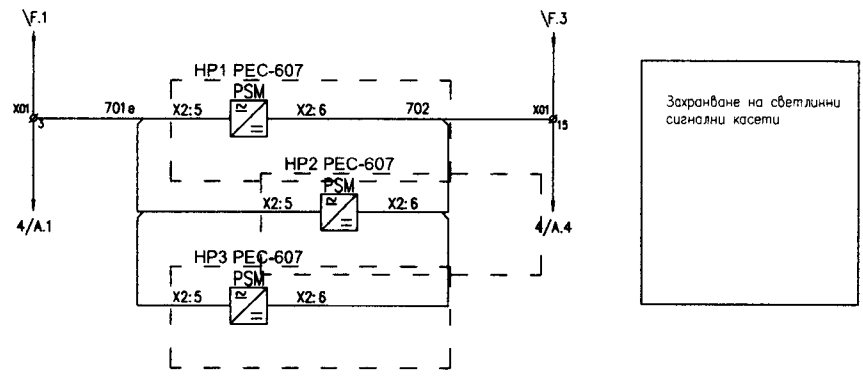 \F.1
\F.3
HP1 PEC-607
PSM
X01
3
701a
X2:5
X2:6
702
X01
15
Захранване на светлинни
сигнални касети
HP2 PEC-607
PSM
X2:5
X2:6
4/A.1
4/A.4
HP3 PEC-607
PSM
X2:5
X2:6